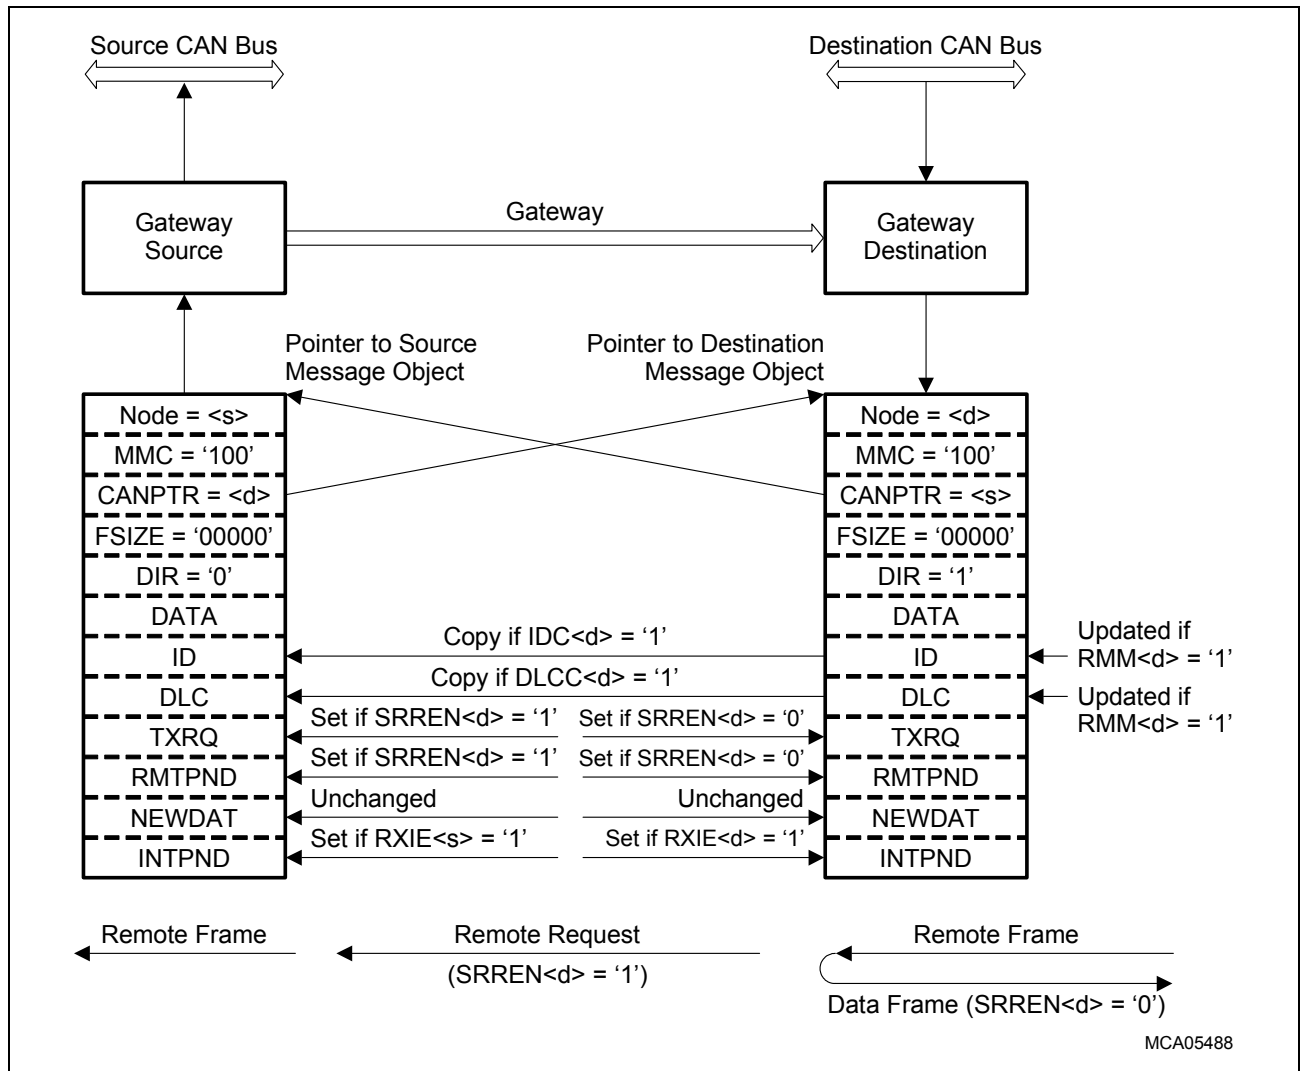 Source CAN Bus
Destination CAN Bus
Gateway
Source
Gateway
Gateway
Destination
Pointer to Source
Message Object
Pointer to Destination
Message Object
Node = <s>
MMC = ‘100’
CANPTR = <d>
FSIZE = ‘00000’
DIR = ‘0’
DATA
ID
DLC
TXRQ
RMTPND
NEWDAT
INTPND
Copy if IDC<d> = ‘1’
Copy if DLCC<d> = ‘1’
Set if SRREN<d> = ‘1’
Set if SRREN<d> = ‘0’
Set if SRREN<d> = ‘1’
Set if SRREN<d> = ‘0’
Unchanged
Unchanged
Set if RXIE<s> = ‘1’
Set if RXIE<d> = ‘1’
Node = <d>
MMC = ‘100’
CANPTR = <s>
FSIZE = ‘00000’
DIR = ‘1’
DATA
ID
DLC
TXRQ
RMTPND
NEWDAT
INTPND
Updated if
RMM<d> = ‘1’
Updated if
RMM<d> = ‘1’
Remote Frame
Remote Request
(SRREN<d> = ‘1’)
Remote Frame
Data Frame (SRREN<d> = ‘0’)
MCA05488